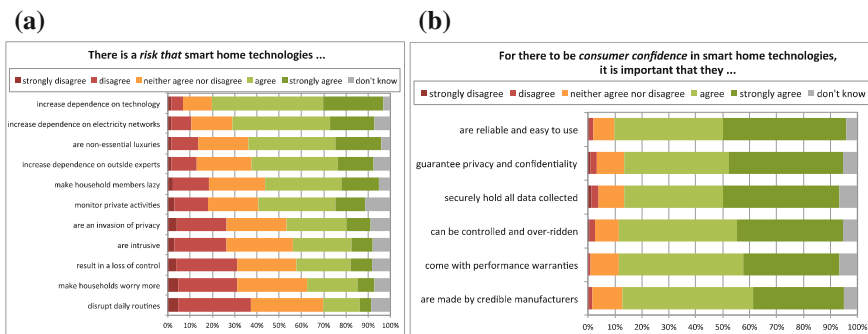 (a)
There is a risk that smart home technologies ...
strongly disagree disagree neither agree nor disagree agree strongly agree don't know
increase dependence on technology
increase dependence on electricity networks
are non-essential luxuries
increase dependence on outside experts
make household members lazy
monitor private activities
are an invasion of privacy
are intrusive
result in a loss of control
make households worry more
disrupt daily routines
0% 10% 20% 30% 40% 50% 60% 70% 80% 90% 100%
(b)
For there to be consumer confidence in smart home technologies,
it is important that they ...
strongly disagree disagree neither agree nor disagree agree strongly agree don't know
are reliable and easy to use
guarantee privacy and confidentiality
securely hold all data collected
can be controlled and over-ridden
come with performance warranties
are made by credible manufacturers
0% 10% 20% 30% 40% 50% 60% 70% 80% 90% 100%